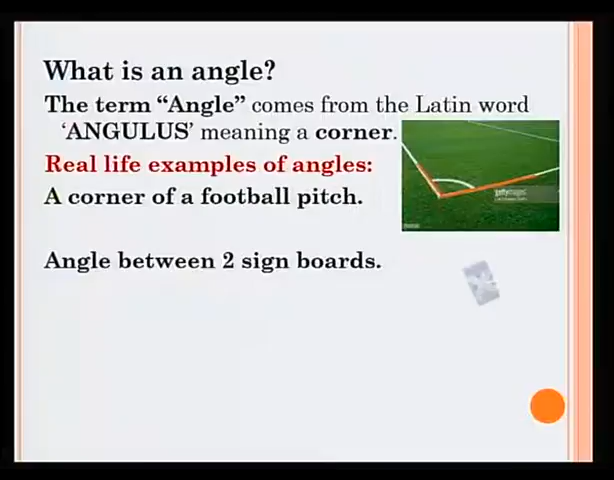 What is an angle?
The term “Angle” comes from the Latin word
‘ANGULUS’ meaning a corner.
Real life examples of angles:
A corner of a football pitch.
gettyimages
Angle between 2 sign boards.